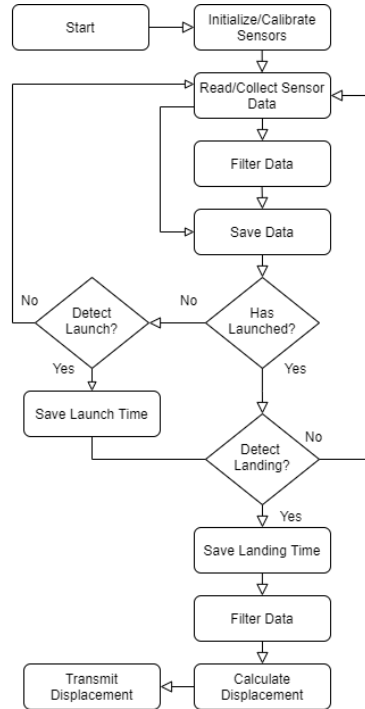 Start
Initialize/Calibrate
Sensors
Read/Collect Sensor
Data
Filter Data
Save Data
No
Detect
Launch?
No
Has
Launched?
Yes
Yes
Save Launch Time
Detect
Landing?
No
Yes
Save Landing Time
Filter Data
Transmit
Displacement
Calculate
Displacement